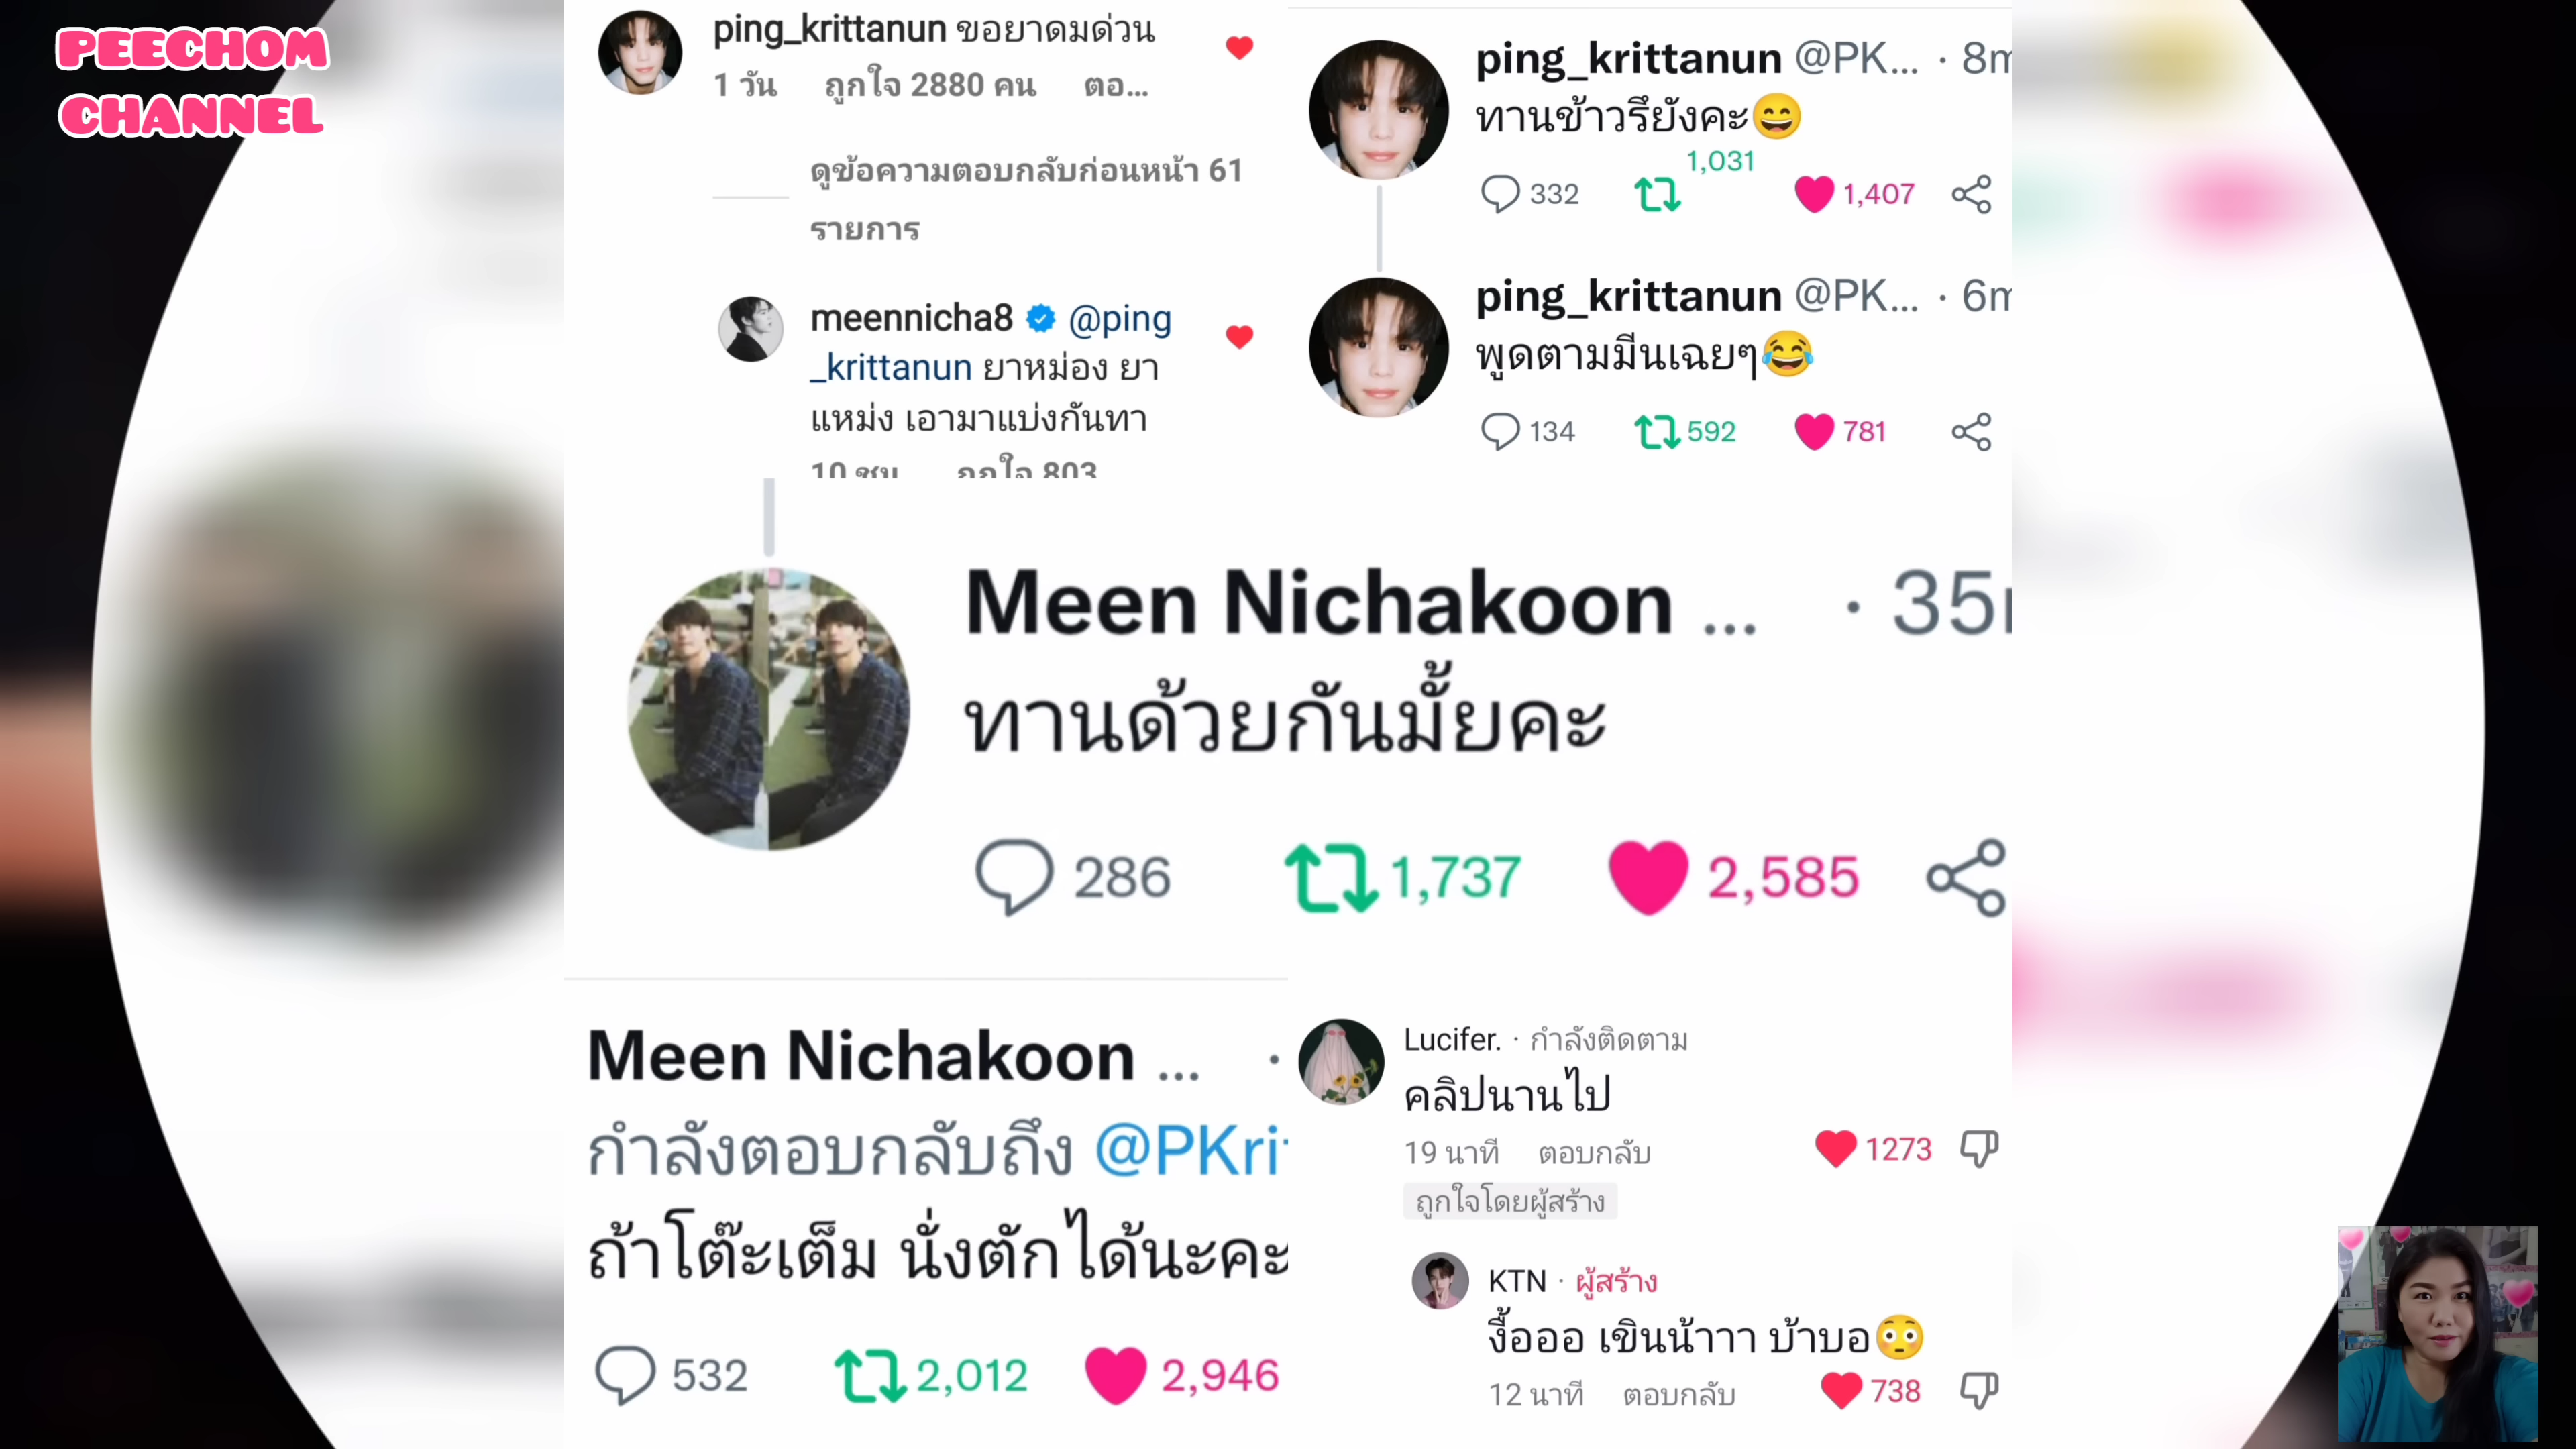 PEECHOM
CHANNEL
ping_krittanun ขอยาดมด่วน
1 วัน ถูกใจ 2880 คน ตอ...
ดูข้อความตอบกลับก่อนหน้า 61
รายการ
meennicha8 @ping
_krittanun ยาหม่อง ยา
แหม่ง เอามาแบ่งกันทา
10 ชม ถูกใจ 803
ping_krittanun @PK... · 8m
ทานข้าวรึยังคะ😄
332 1,031 1,407
ping_krittanun @PK... · 6m
พูดตามมีนเฉยๆ😂
134 592 781
Meen Nichakoon ... · 35
ทานด้วยกันมั้ยคะ
286 1,737 2,585
Meen Nichakoon ... ·
กำลังตอบกลับถึง @PKri
ถ้าโต๊ะเต็ม นั่งตักได้นะคะ
532 2,012 2,946
Lucifer. · กำลังติดตาม
คลิปนานไป
19 นาที ตอบกลับ 1273
ถูกใจโดยผู้สร้าง
KTN · ผู้สร้าง
งื้อออ เขินน้าาา บ้าบอ😳
12 นาที ตอบกลับ 738